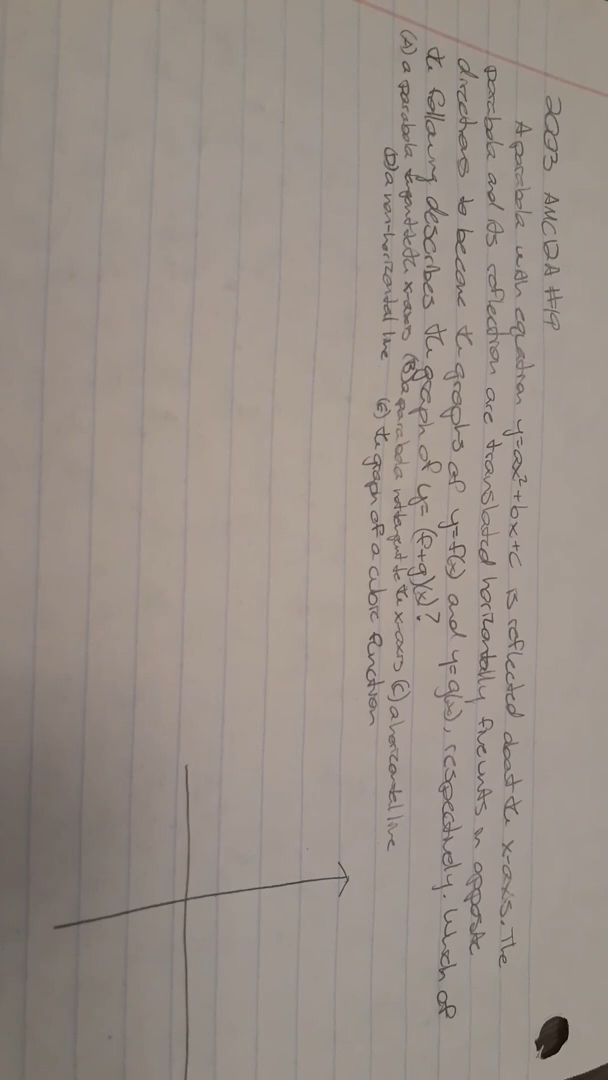 2003 AMC12A #19
A parabola with equation y=ax²+bx+c is reflected about the x-axis. The
parabola and its reflection are translated horizontally five units in opposite
directions to become the graphs of y=f(x) and y=g(x), respectively. Which of
the following describes the graph of y=(f+g)(x)?
(A) a parabola tangent to the x-axis (B) a parabola not tangent to the x-axis (C) a horizontal line
(D) a non-horizontal line (E) the graph of a cubic function